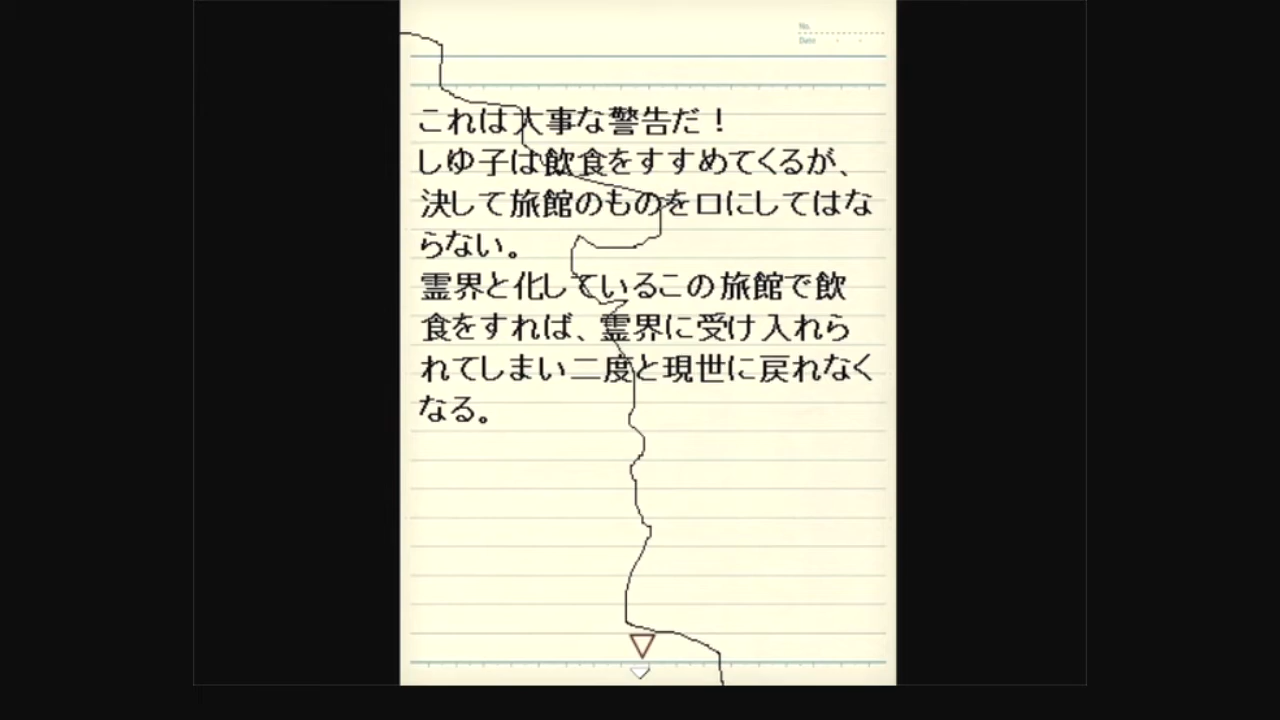 No.
Date
これは大事な警告だ！
しゆ子は飲食をすすめてくるが、
決して旅館のものを口にしてはな
らない。
霊界と化しているこの旅館で飲
食をすれば、霊界に受け入れら
れてしまい二度と現世に戻れなく
なる。